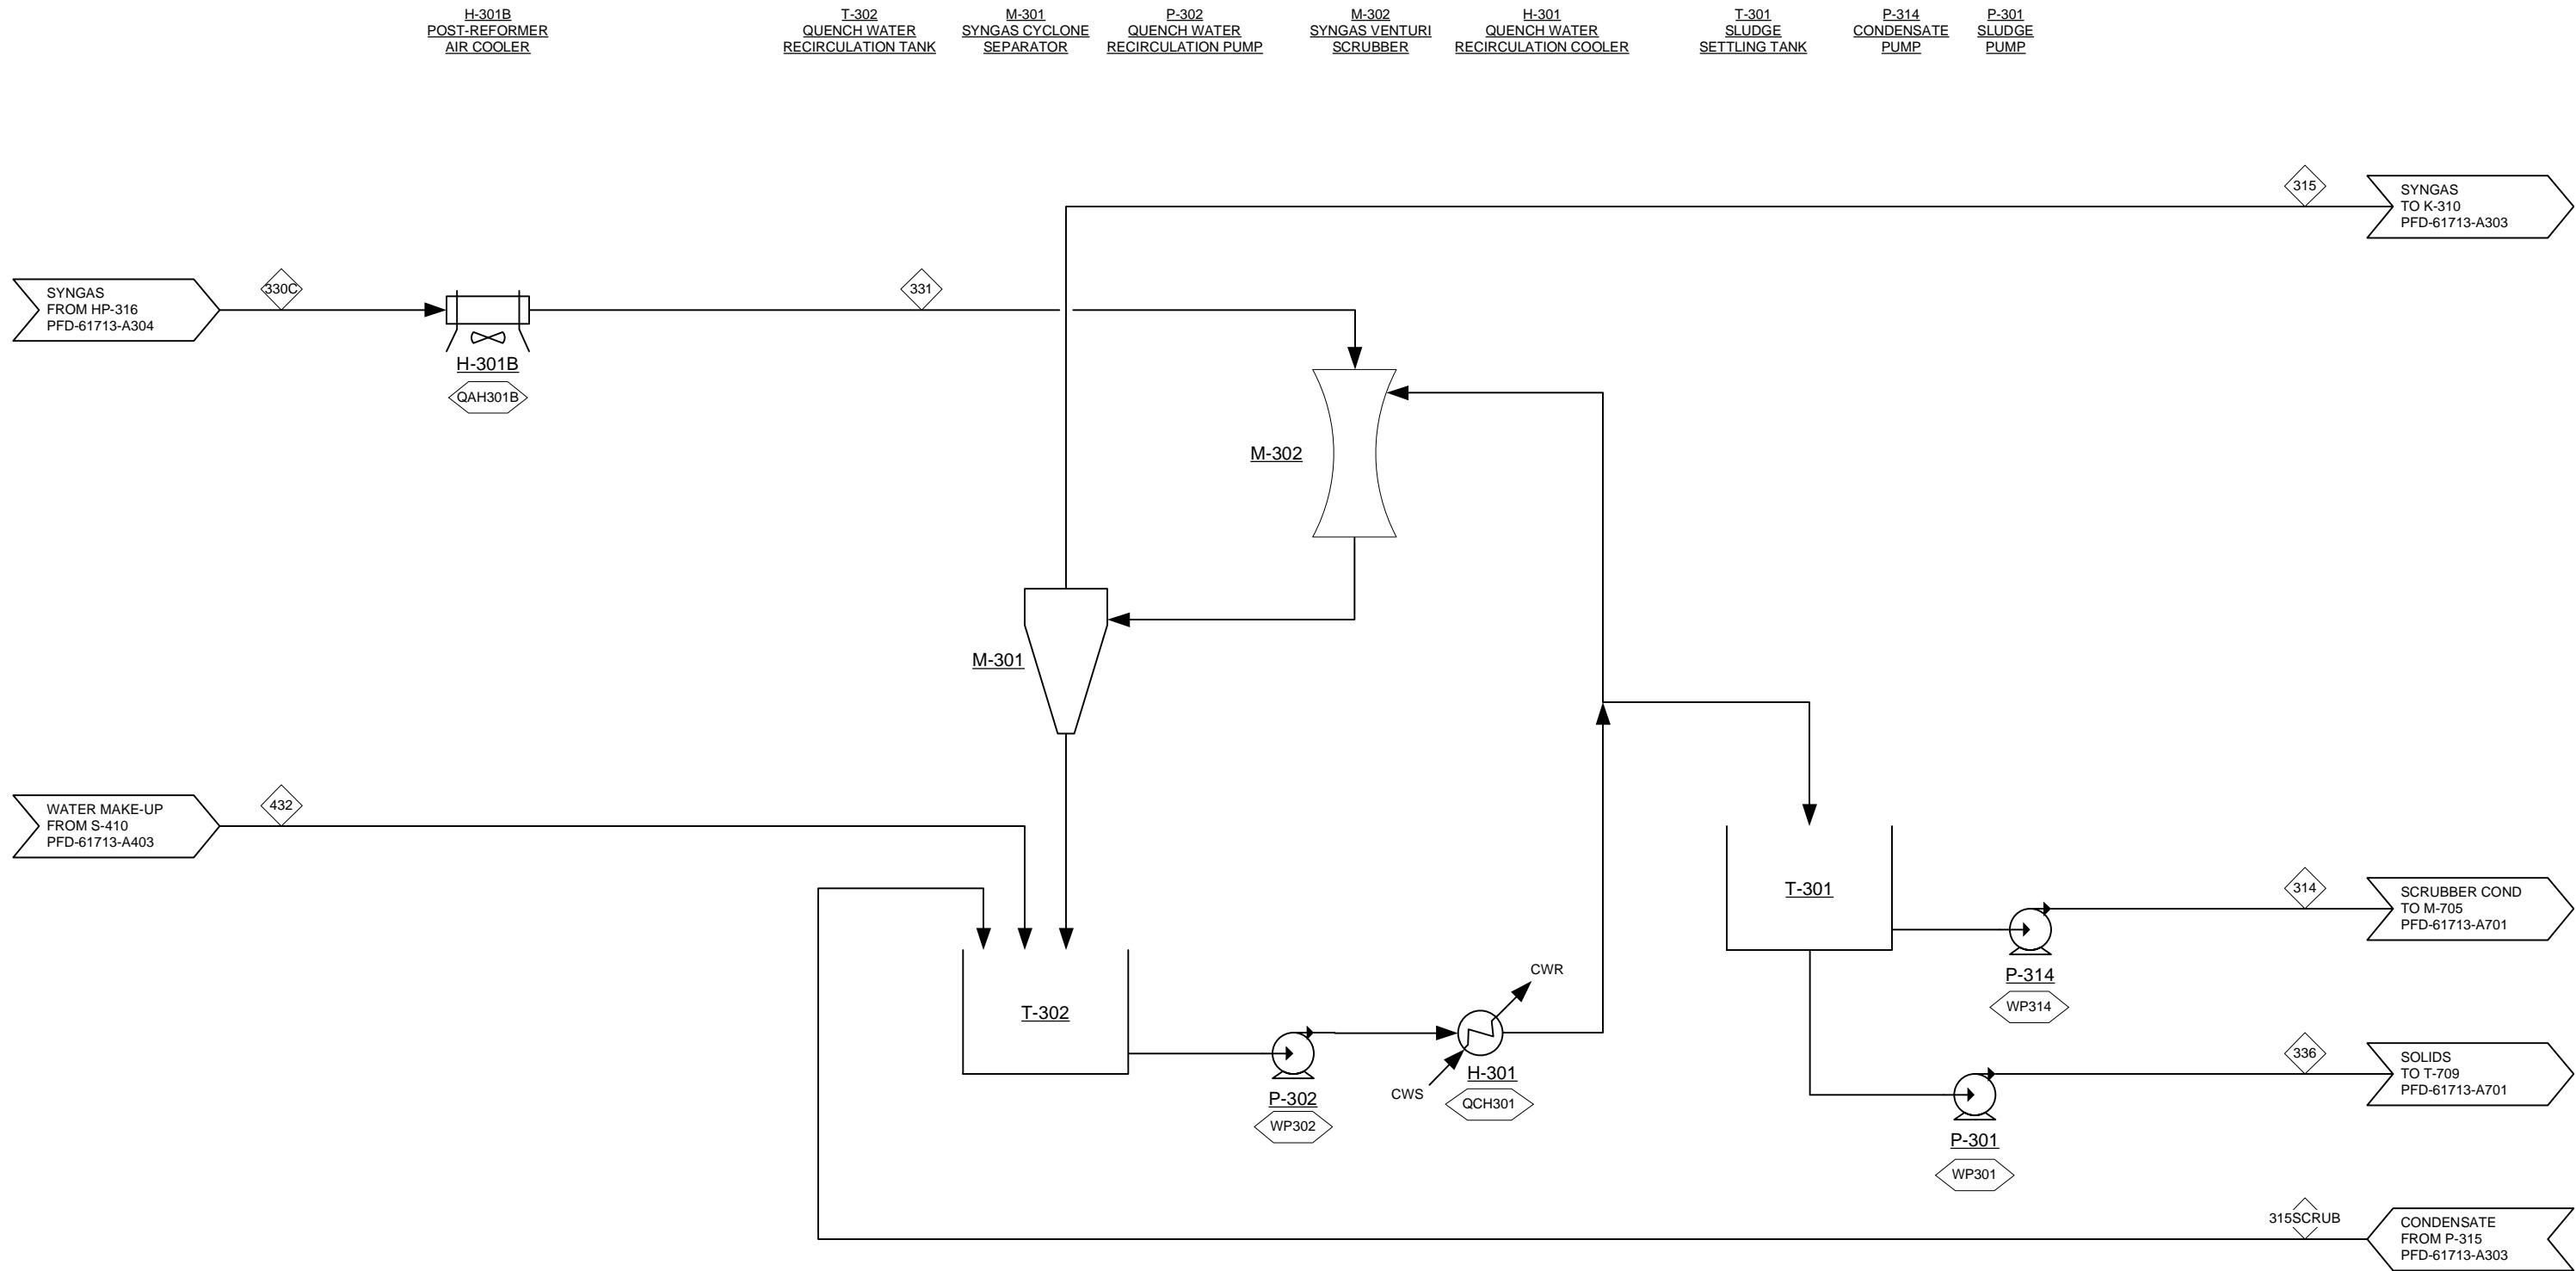 H-301B
POST-REFORMER
AIR COOLER
T-302
QUENCH WATER
RECIRCULATION TANK
M-301
SYNGAS CYCLONE
SEPARATOR
P-302
QUENCH WATER
RECIRCULATION PUMP
M-302
SYNGAS VENTURI
SCRUBBER
H-301
QUENCH WATER
RECIRCULATION COOLER
T-301
SLUDGE
SETTLING TANK
P-314
CONDENSATE
PUMP
P-301
SLUDGE
PUMP
315
SYNGAS
TO K-310
PFD-61713-A303
SYNGAS
FROM HP-316
PFD-61713-A304
330C
331
H-301B
QAH301B
M-302
M-301
WATER MAKE-UP
FROM S-410
PFD-61713-A403
432
T-301
314
SCRUBBER COND
TO M-705
PFD-61713-A701
P-314
WP314
T-302
CWR
CWS
H-301
QCH301
P-302
WP302
336
SOLIDS
TO T-709
PFD-61713-A701
P-301
WP301
315SCRUB
CONDENSATE
FROM P-315
PFD-61713-A303